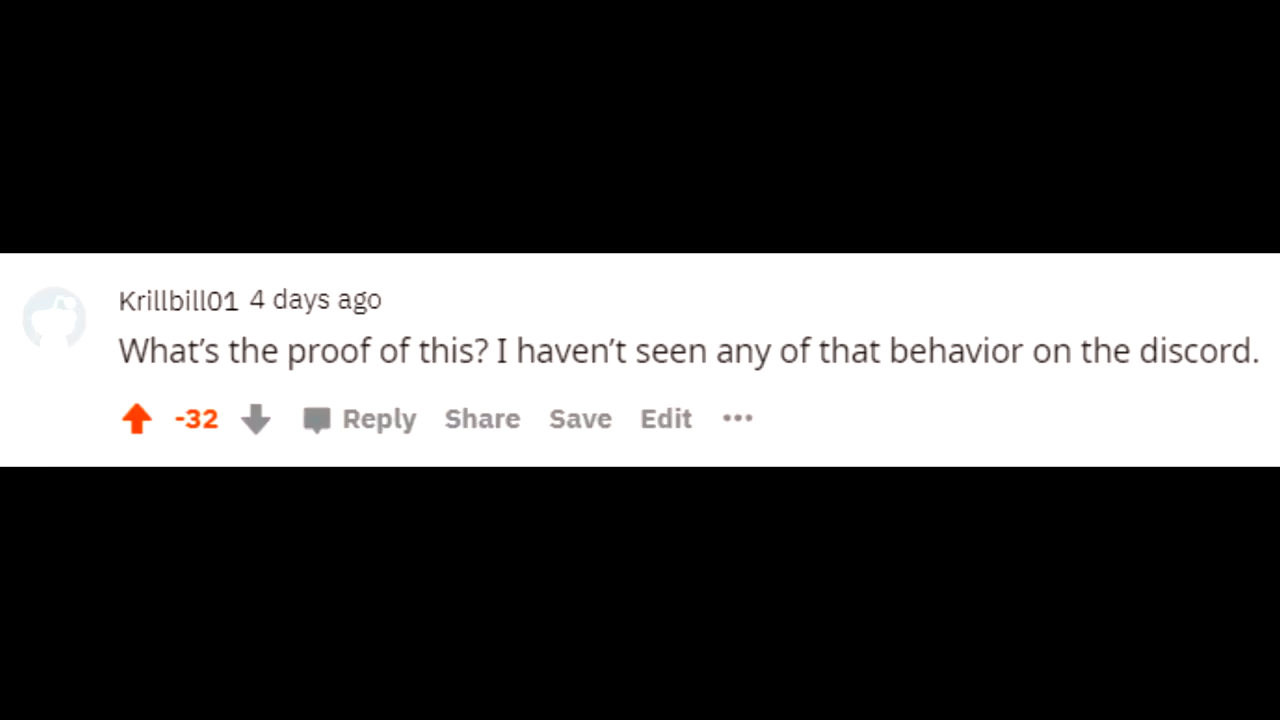 Krillbill01 4 days ago
What’s the proof of this? I haven’t seen any of that behavior on the discord.
-32 Reply Share Save Edit •••